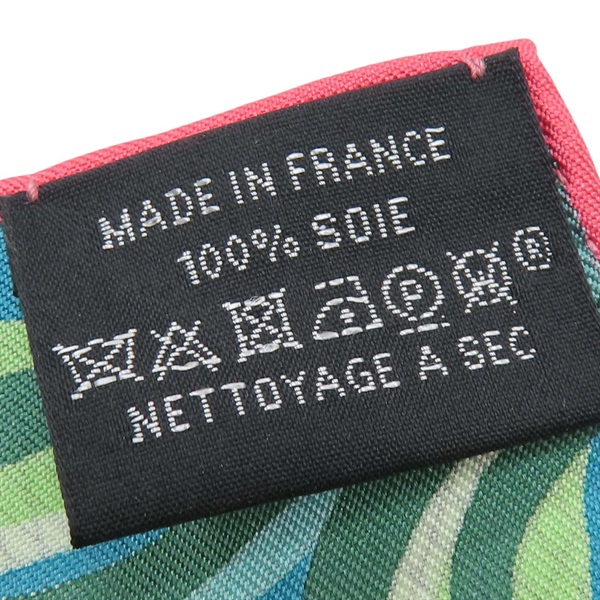 MADE IN FRANCE
100% SOIE
P W ®
NETTOYAGE A SEC